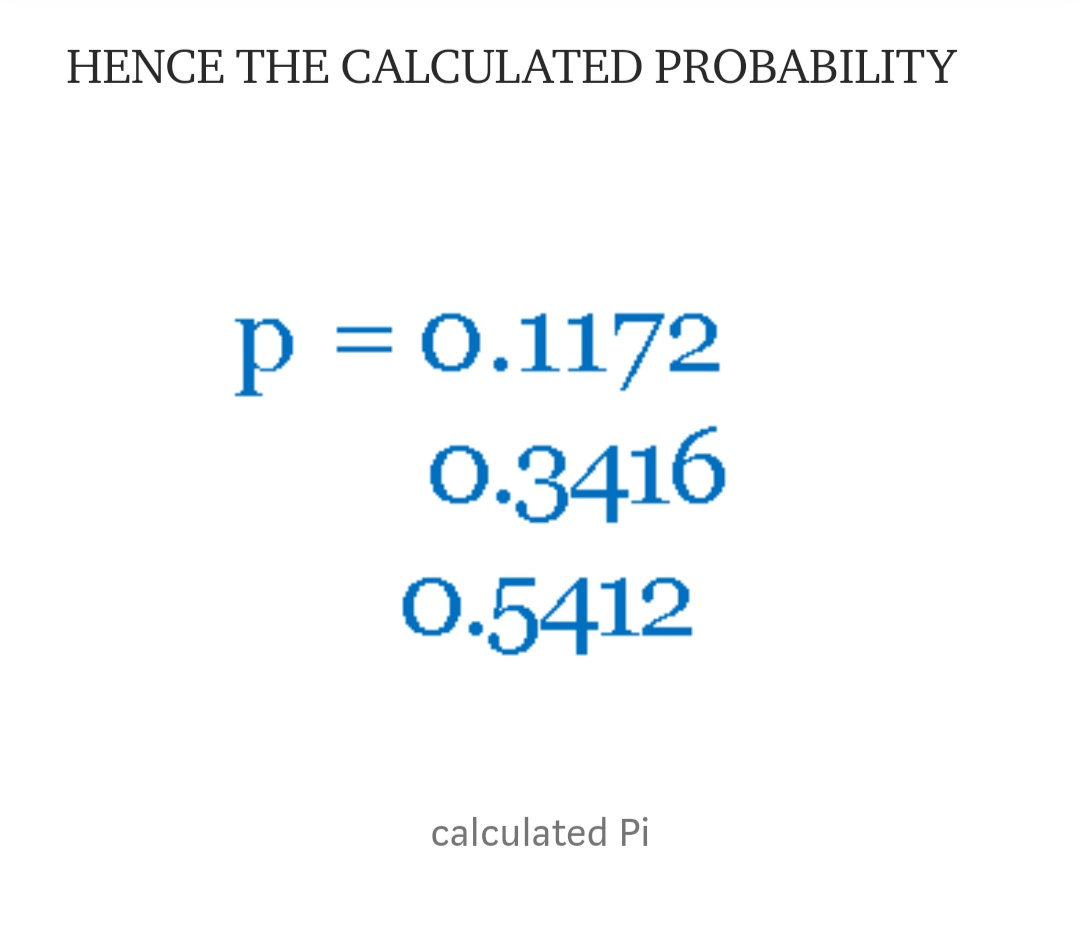 HENCE THE CALCULATED PROBABILITY
p = 0.1172
0.3416
0.5412
calculated Pi